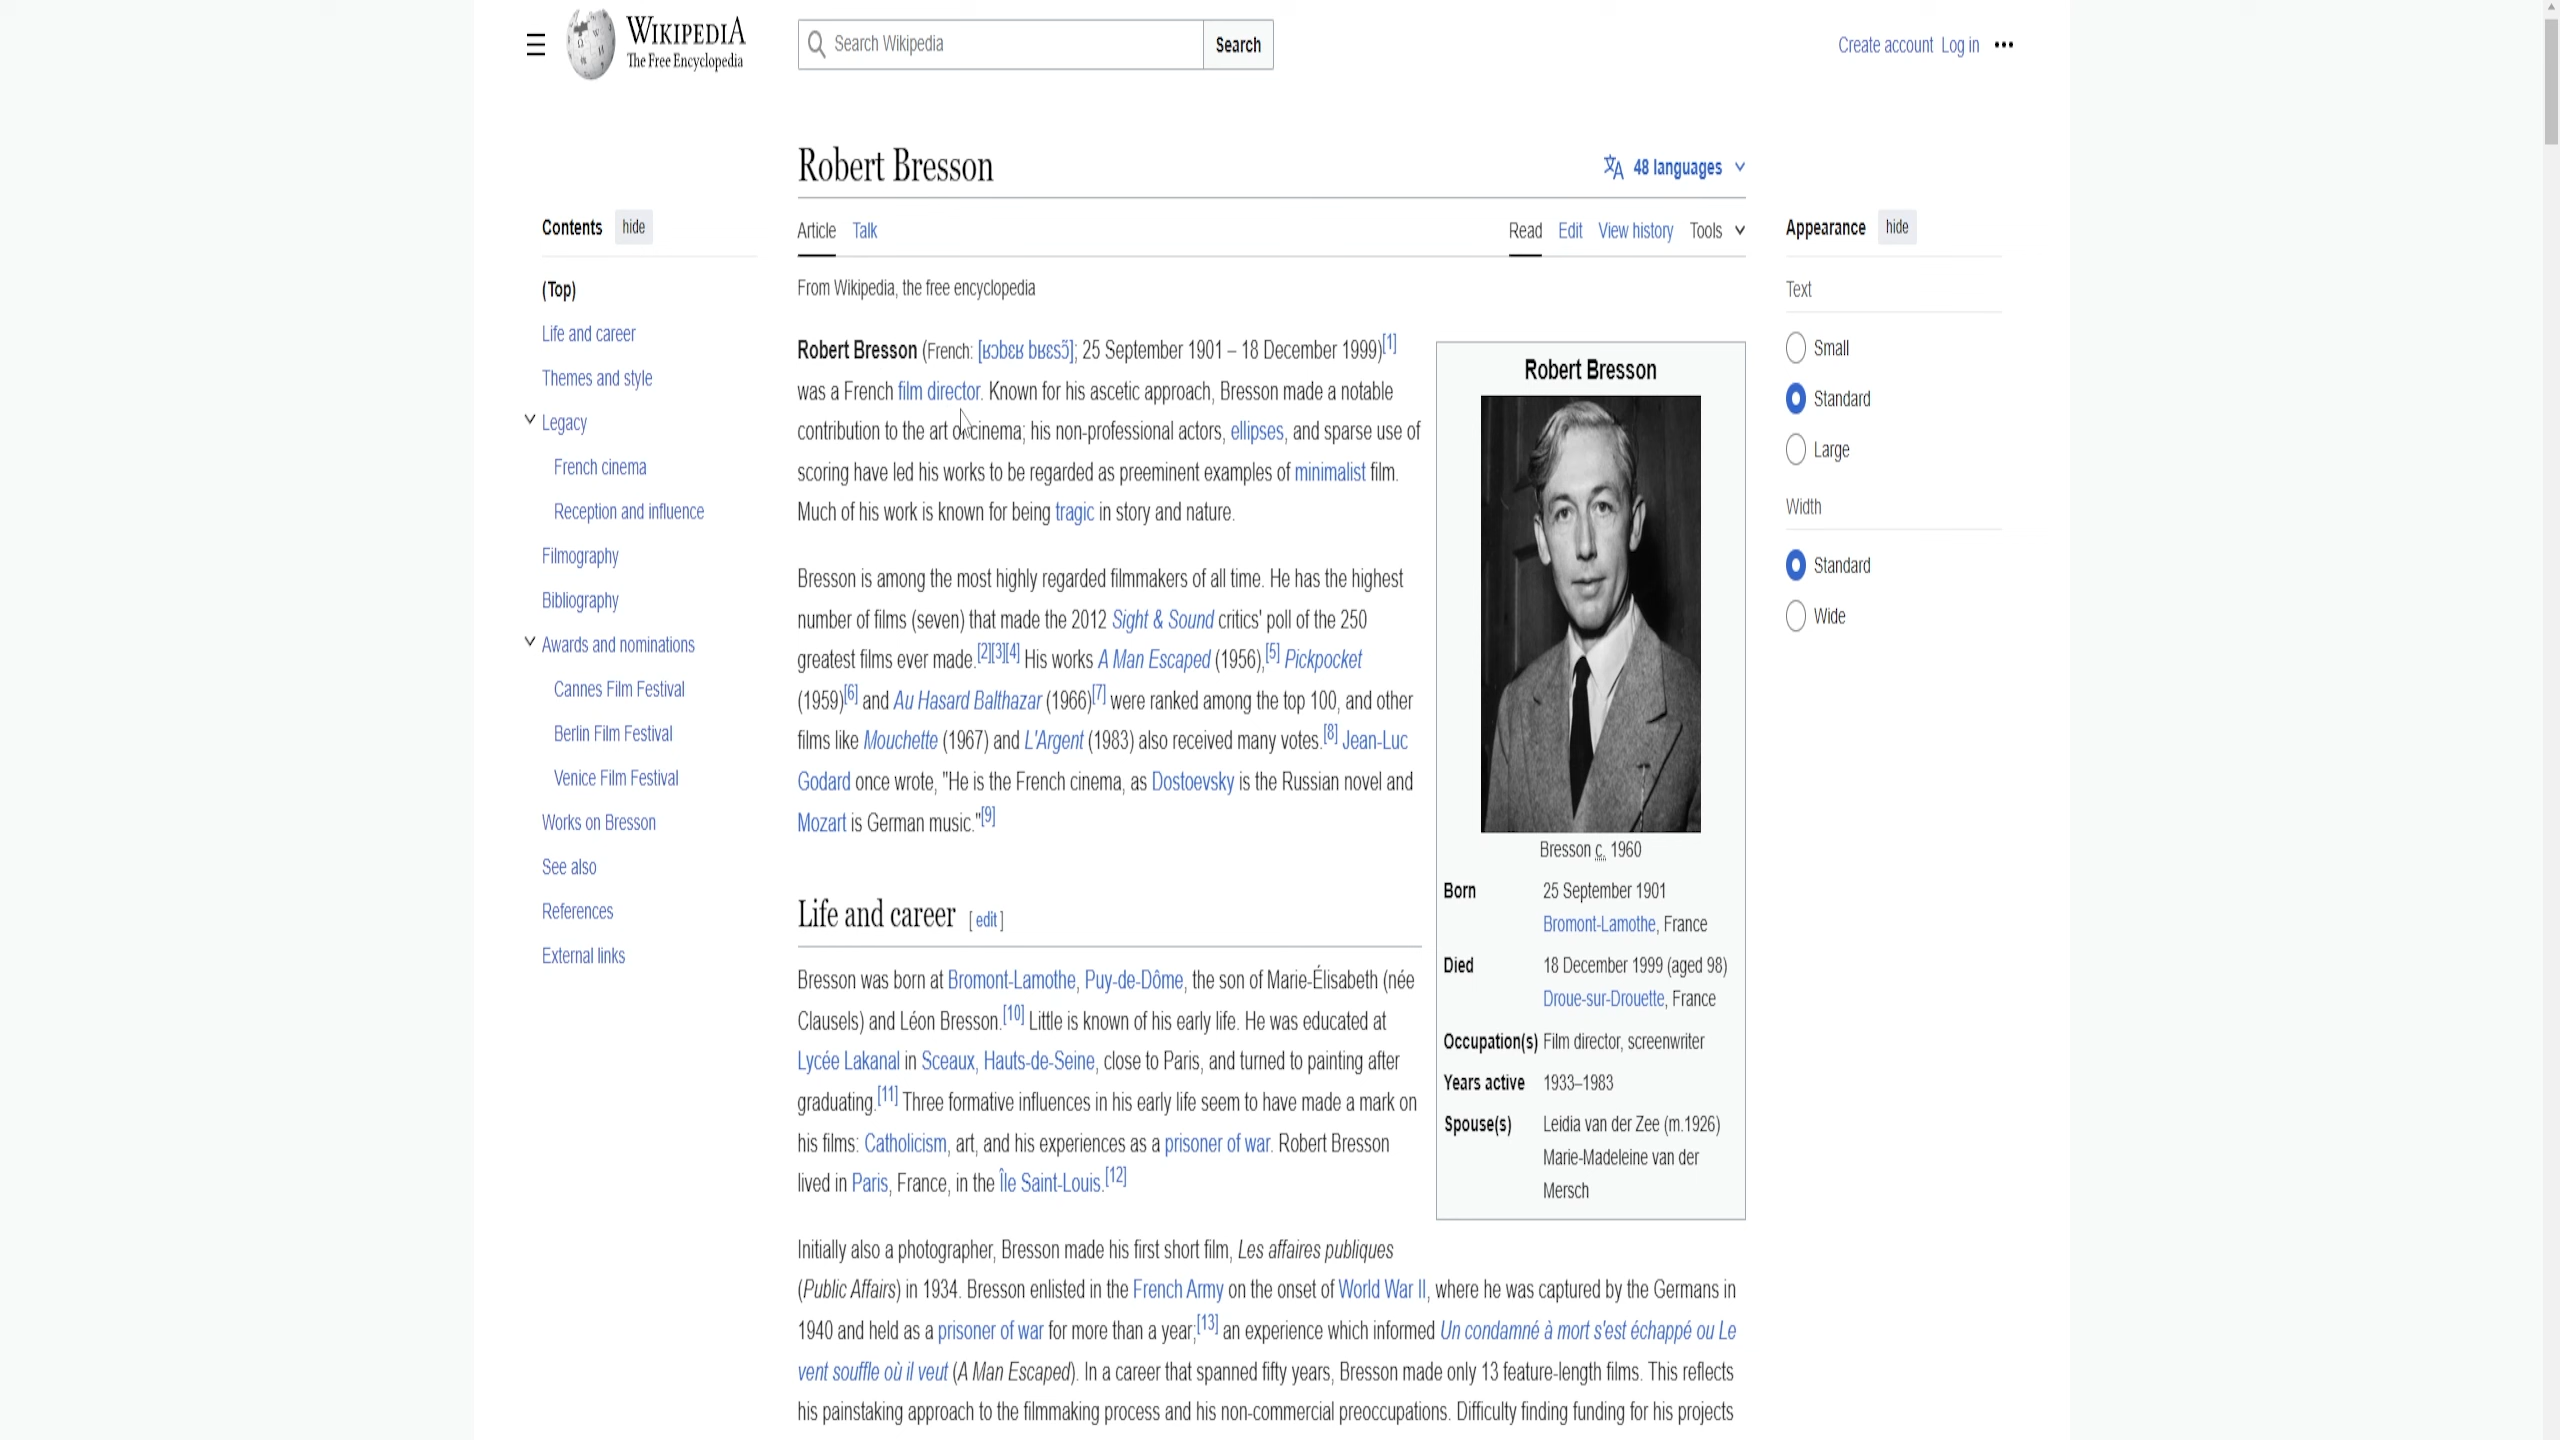 WIKIPEDIA
The Free Encyclopedia
Search Wikipedia
Search
Create account Log in
Robert Bresson
48 languages
Contents hide
Article Talk
Read Edit View history Tools
Appearance hide
(Top)
Life and career
Themes and style
Legacy
French cinema
Reception and influence
Filmography
Bibliography
Awards and nominations
Cannes Film Festival
Berlin Film Festival
Venice Film Festival
Works on Bresson
See also
References
External links
From Wikipedia, the free encyclopedia
Robert Bresson (French: [ʁɔbɛʁ bʁɛsɔ̃]; 25 September 1901 – 18 December 1999)[1]
was a French film director. Known for his ascetic approach, Bresson made a notable
contribution to the art of cinema; his non-professional actors, ellipses, and sparse use of
scoring have led his works to be regarded as preeminent examples of minimalist film.
Much of his work is known for being tragic in story and nature.
Bresson is among the most highly regarded filmmakers of all time. He has the highest
number of films (seven) that made the 2012 Sight & Sound critics' poll of the 250
greatest films ever made.[2][3][4] His works A Man Escaped (1956),[5] Pickpocket
(1959)[6] and Au Hasard Balthazar (1966)[7] were ranked among the top 100, and other
films like Mouchette (1967) and L'Argent (1983) also received many votes.[8] Jean-Luc
Godard once wrote, "He is the French cinema, as Dostoevsky is the Russian novel and
Mozart is German music."[9]
Life and career [ edit ]
Bresson was born at Bromont-Lamothe, Puy-de-Dôme, the son of Marie-Élisabeth (née
Clausels) and Léon Bresson.[10] Little is known of his early life. He was educated at
Lycée Lakanal in Sceaux, Hauts-de-Seine, close to Paris, and turned to painting after
graduating.[11] Three formative influences in his early life seem to have made a mark on
his films: Catholicism, art, and his experiences as a prisoner of war. Robert Bresson
lived in Paris, France, in the Île Saint-Louis.[12]
Initially also a photographer, Bresson made his first short film, Les affaires publiques
(Public Affairs) in 1934. Bresson enlisted in the French Army on the onset of World War II, where he was captured by the Germans in
1940 and held as a prisoner of war for more than a year;[13] an experience which informed Un condamné à mort s'est échappé ou Le
vent souffle où il veut (A Man Escaped). In a career that spanned fifty years, Bresson made only 13 feature-length films. This reflects
his painstaking approach to the filmmaking process and his non-commercial preoccupations. Difficulty finding funding for his projects
Robert Bresson
Bresson c. 1960
Born 25 September 1901
Bromont-Lamothe, France
Died 18 December 1999 (aged 98)
Droue-sur-Drouette, France
Occupation(s) Film director, screenwriter
Years active 1933–1983
Spouse(s) Leidia van der Zee (m.1926)
Marie-Madeleine van der
Mersch
Text
Small
Standard
Large
Width
Standard
Wide